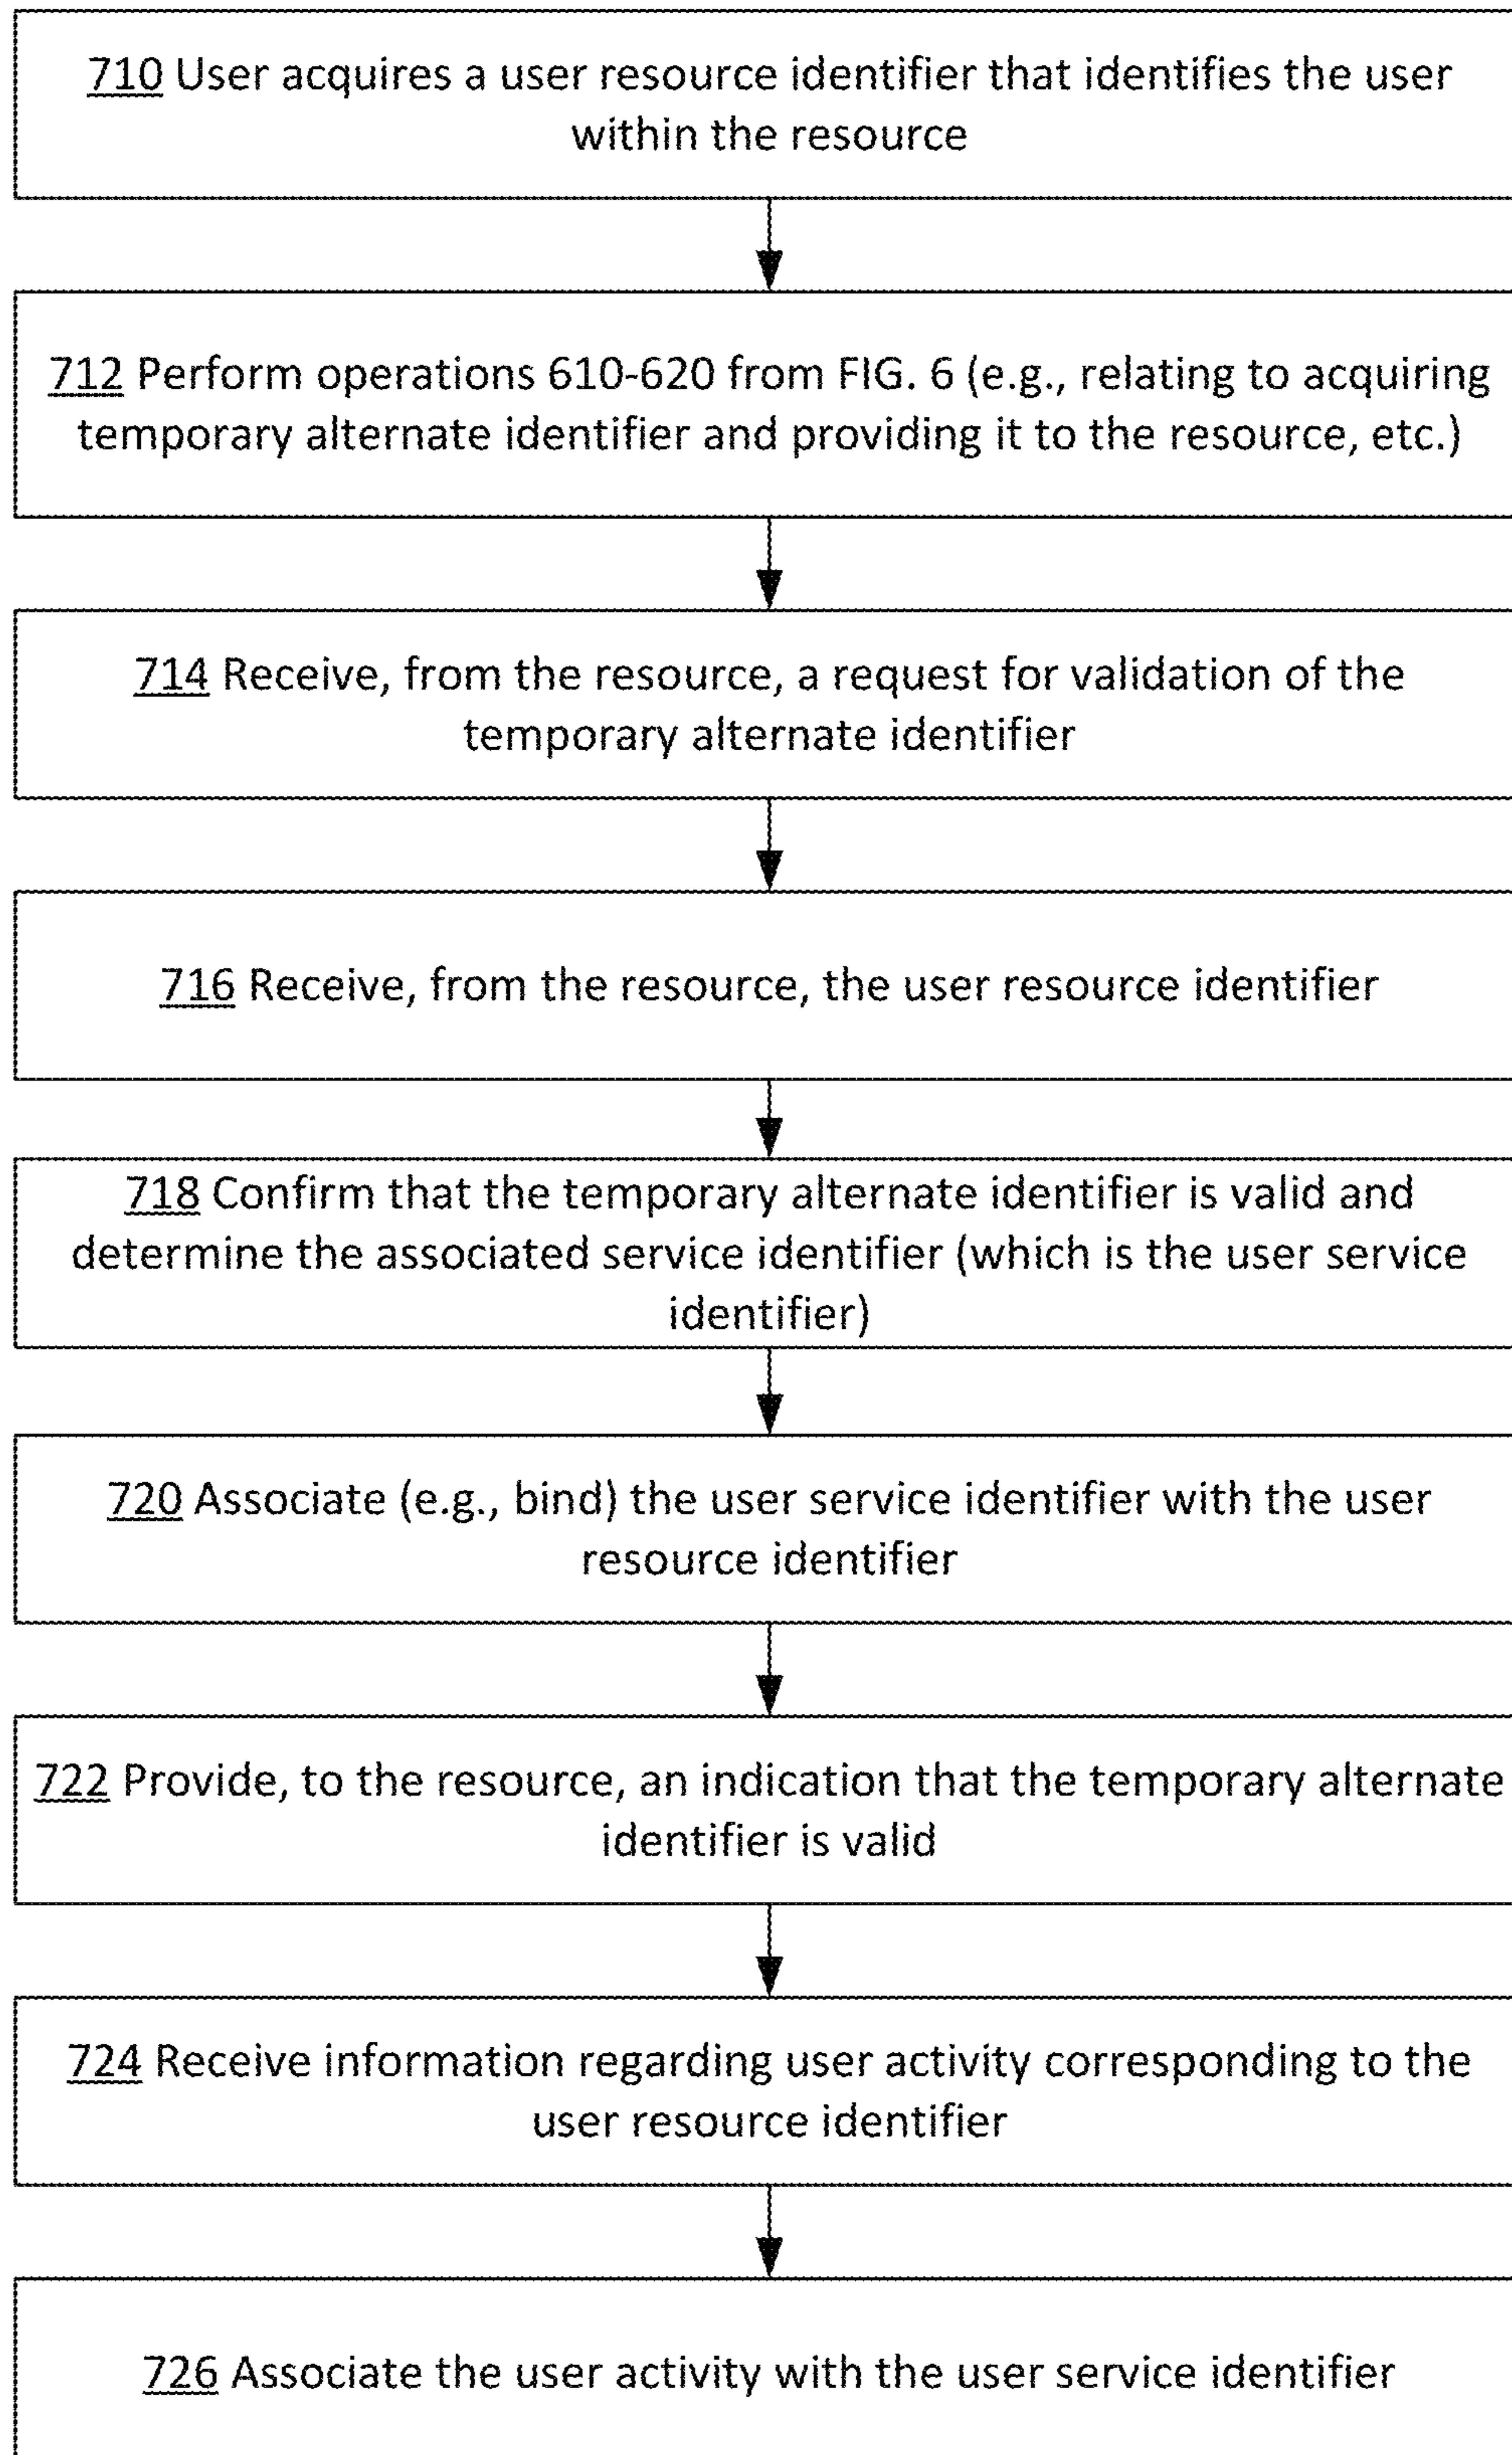 710 User acquires a user resource identifier that identifies the user
within the resource
712 Perform operations 610-620 from FIG. 6 (e.g., relating to acquiring
temporary alternate identifier and providing it to the resource, etc.)
714 Receive, from the resource, a request for validation of the
temporary alternate identifier
716 Receive, from the resource, the user resource identifier
718 Confirm that the temporary alternate identifier is valid and
determine the associated service identifier (which is the user service
identifier)
720 Associate (e.g., bind) the user service identifier with the user
resource identifier
722 Provide, to the resource, an indication that the temporary alternate
identifier is valid
724 Receive information regarding user activity corresponding to the
user resource identifier
726 Associate the user activity with the user service identifier